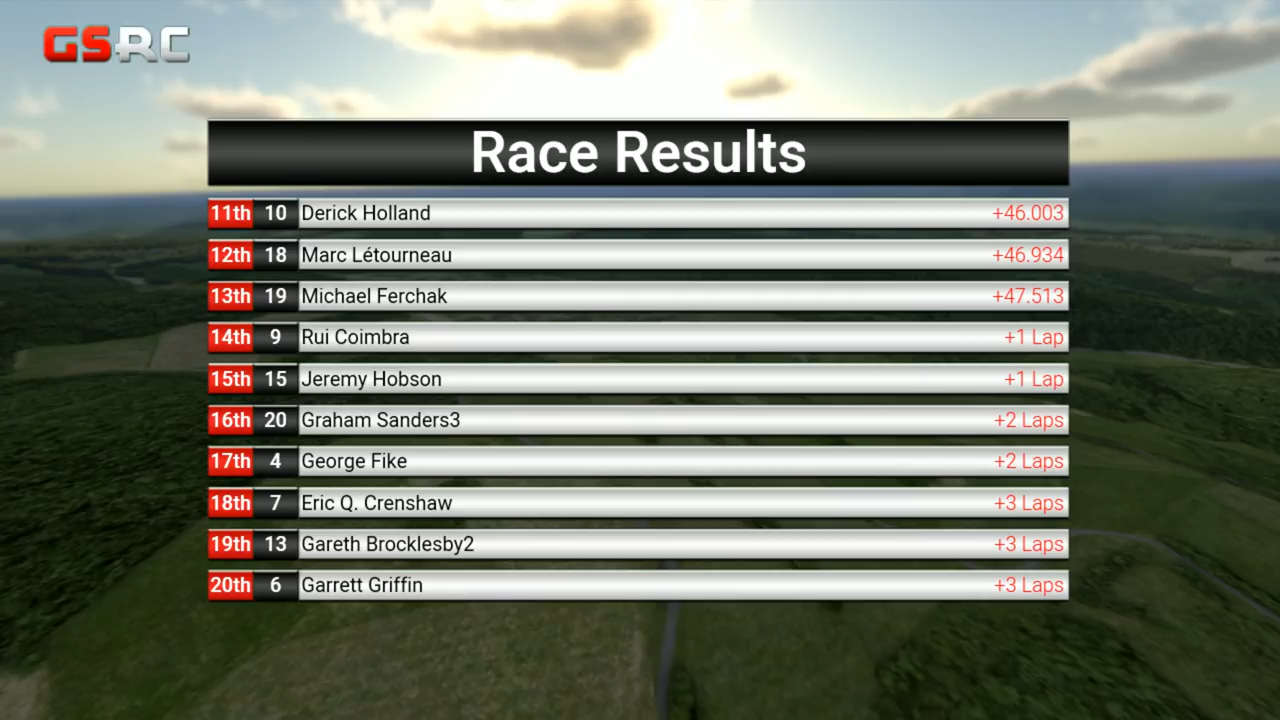 GSRC
Race Results
11th 10 Derick Holland +46.003
12th 18 Marc Létourneau +46.934
13th 19 Michael Ferchak +47.513
14th 9 Rui Coimbra +1 Lap
15th 15 Jeremy Hobson +1 Lap
16th 20 Graham Sanders3 +2 Laps
17th 4 George Fike +2 Laps
18th 7 Eric Q. Crenshaw +3 Laps
19th 13 Gareth Brocklesby2 +3 Laps
20th 6 Garrett Griffin +3 Laps